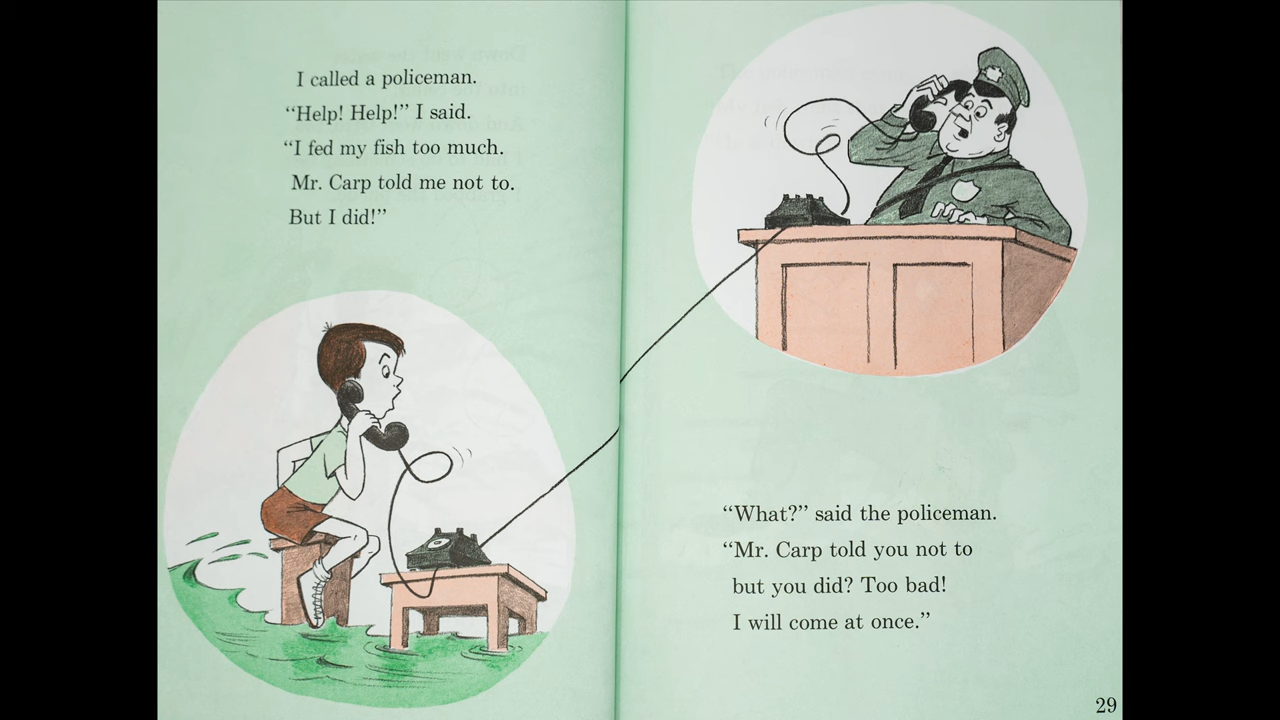 I called a policeman.
“Help! Help!” I said.
“I fed my fish too much.
Mr. Carp told me not to.
But I did!”
“What?” said the policeman.
“Mr. Carp told you not to
but you did? Too bad!
I will come at once.”
29